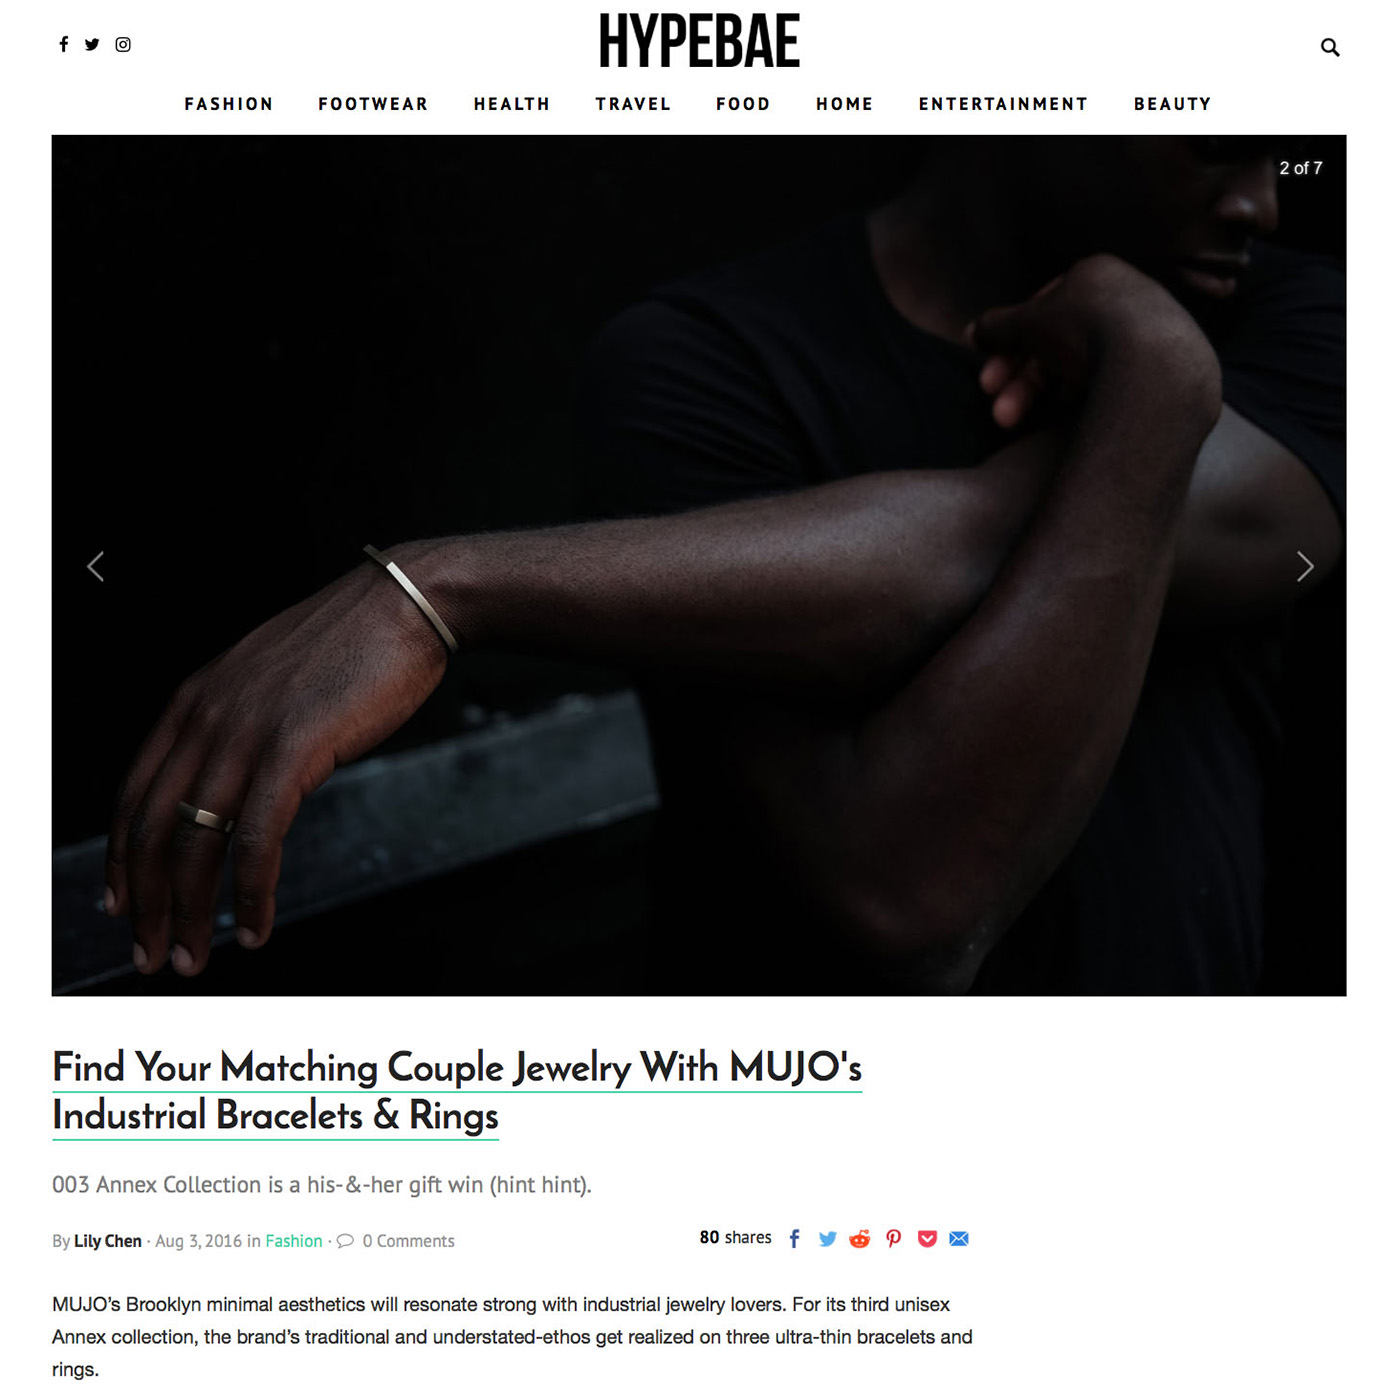 HYPEBAE
FASHION FOOTWEAR HEALTH TRAVEL FOOD HOME ENTERTAINMENT BEAUTY
2 of 7
Find Your Matching Couple Jewelry With MUJO's
Industrial Bracelets & Rings
003 Annex Collection is a his-&-her gift win (hint hint).
By Lily Chen · Aug 3, 2016 in Fashion · 0 Comments
80 shares
MUJO’s Brooklyn minimal aesthetics will resonate strong with industrial jewelry lovers. For its third unisex
Annex collection, the brand’s traditional and understated-ethos get realized on three ultra-thin bracelets and
rings.